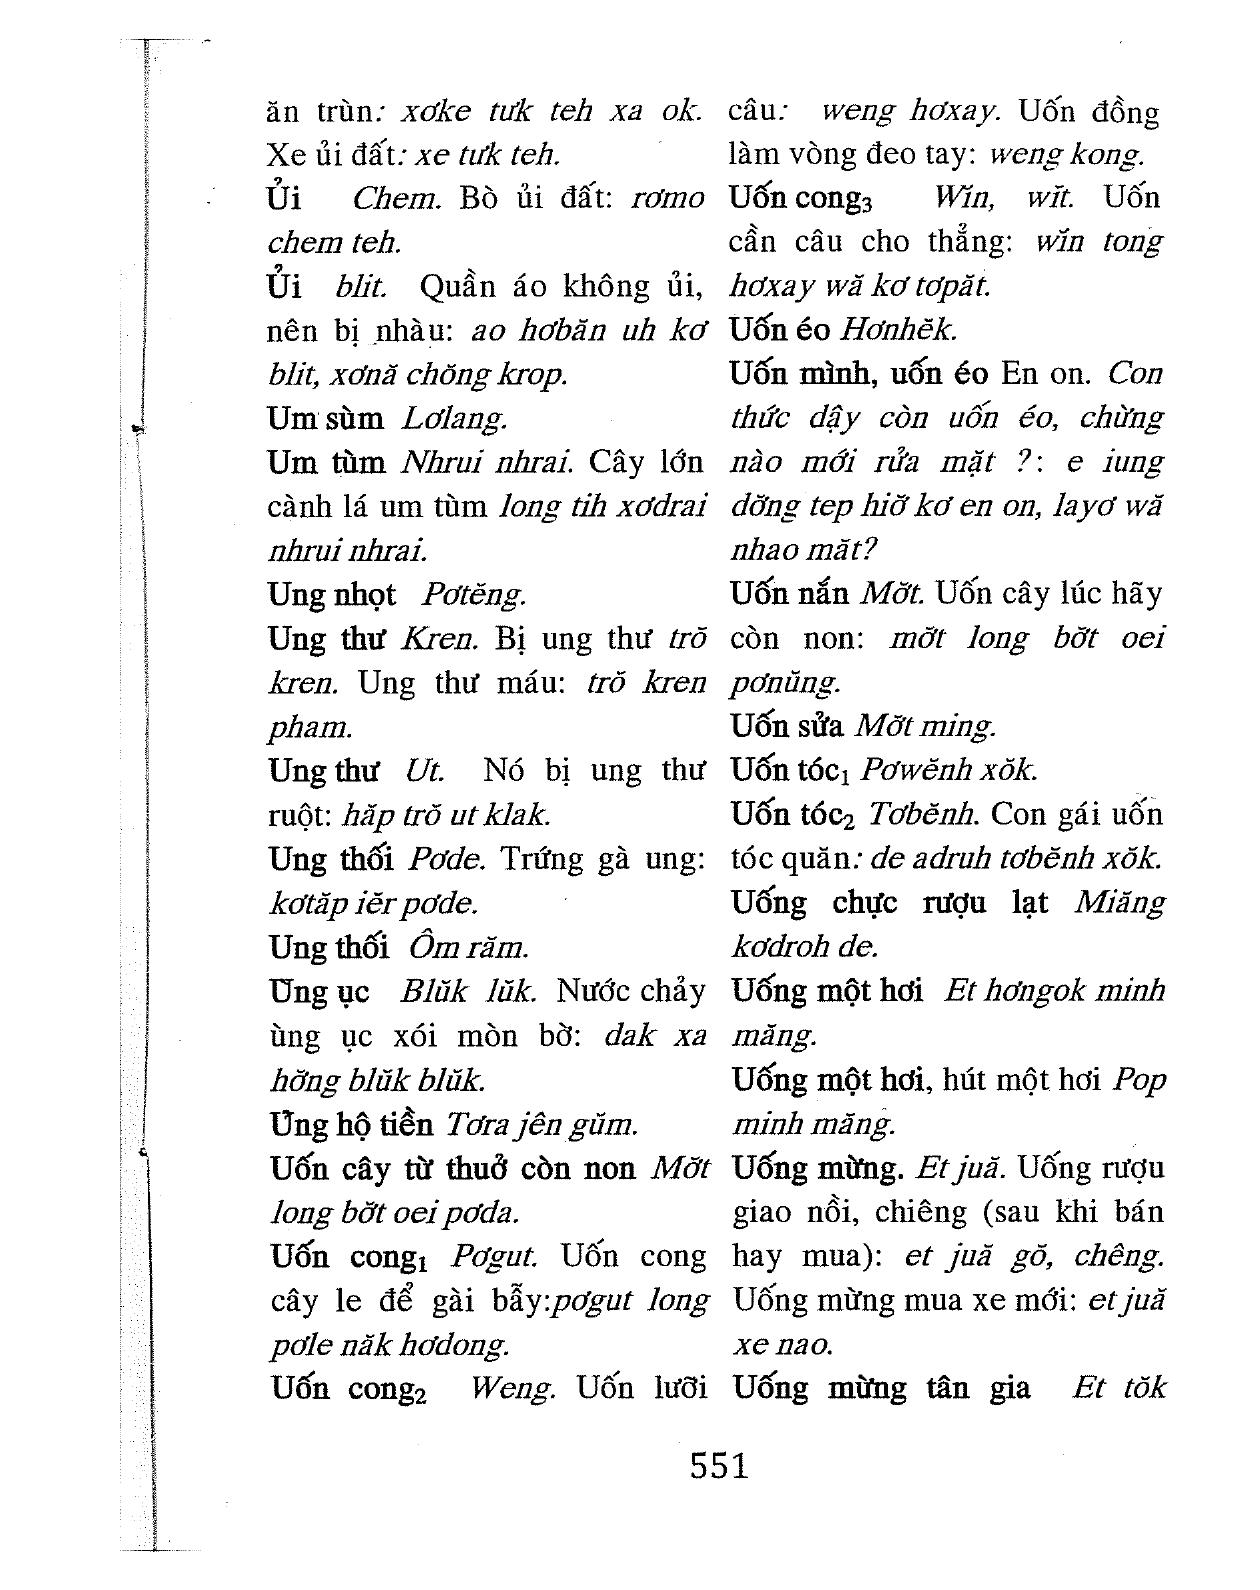 ăn trùn: xơke tưk teh xa ok.
Xe ủi đất: xe tưk teh.
Ủi Chem. Bò ủi đất: rơmo
chem teh.
Ủi blit. Quần áo không ủi,
nên bị nhàu: ao hơbăn uh kơ
blit, xơnă chŏng krop.
Um sùm Lơlang.
Um tùm Nhrui nhrai. Cây lớn
cành lá um tùm long tih xơdrai
nhrui nhrai.
Ung nhọt Pơtĕng.
Ung thư Kren. Bị ung thư trŏ
kren. Ung thư máu: trŏ kren
pham.
Ung thư Ut. Nó bị ung thư
ruột: hăp trŏ ut klak.
Ung thối Pơde. Trứng gà ung:
kơtăp iĕr pơde.
Ung thối Ôm răm.
Ùng ục Blŭk lŭk. Nước chảy
ùng ục xói mòn bờ: dak xa
hơ̆ng blŭk blŭk.
Ủng hộ tiền Tơra jên gŭm.
Uốn cây từ thuở còn non Mơ̆t
long bơ̆t oei pơda.
Uốn cong₁ Pơgut. Uốn cong
cây le để gài bẫy:pơgut long
pơle năk hơdong.
Uốn cong₂ Weng. Uốn lưỡi
câu: weng hơxay. Uốn đồng
làm vòng đeo tay: weng kong.
Uốn cong₃ Wĭn, wĭt. Uốn
cần câu cho thẳng: wĭn tong
hơxay wă kơ tơpăt.
Uốn éo Hơnhĕk.
Uốn mình, uốn éo En on. Con
thức dậy còn uốn éo, chừng
nào mới rửa mặt ?: e iung
dơ̆ng tep hiơ̆ kơ en on, layơ wă
nhao măt?
Uốn nắn Mơ̆t. Uốn cây lúc hãy
còn non: mơ̆t long bơ̆t oei
pơnŭng.
Uốn sửa Mơ̆t ming.
Uốn tóc₁ Pơwĕnh xŏk.
Uốn tóc₂ Tơbĕnh. Con gái uốn
tóc quăn: de adruh tơbĕnh xŏk.
Uống chực rượu lạt Miăng
kơdroh de.
Uống một hơi Et hơngok minh
măng.
Uống một hơi, hút một hơi Pop
minh măng.
Uống mừng. Et juă. Uống rượu
giao nồi, chiêng (sau khi bán
hay mua): et juă gŏ, chêng.
Uống mừng mua xe mới: et juă
xe nao.
Uống mừng tân gia Et tŏk
551